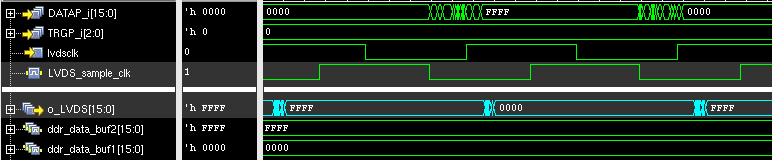 DATAP_i[15:0] 'h 0000 0000 FFFF 0000
TRGP_i[2:0] 'h 0 0
lvdsclk 0
LVDS_sample_clk 1
o_LVDS[15:0] 'h FFFF FFFF 0000 FFFF
ddr_data_buf2[15:0] 'h FFFF FFFF
ddr_data_buf1[15:0] 'h 0000 0000